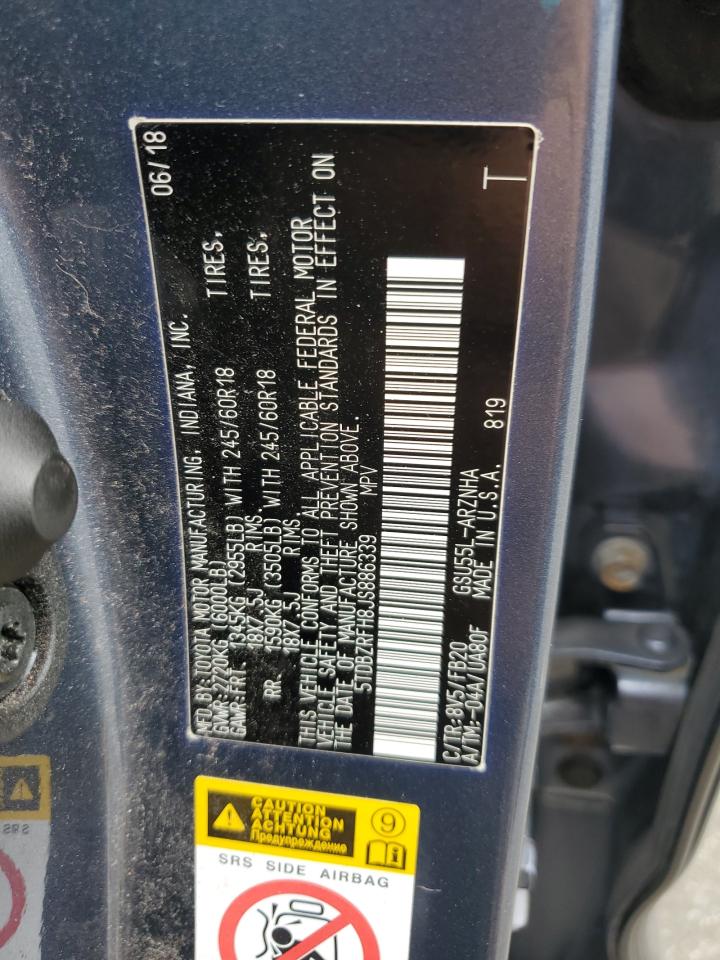 06/18
MFD.BY:TOYOTA MOTOR MANUFACTURING, INDIANA, INC.
GVWR-2720KG (6000LB)
GAWR-FRT 1345KG (2955LB) WITH 245/60R18 TIRES,
18X7.5J RIMS,
RR 1590KG (3505LB) WITH 245/60R18 TIRES,
18X7.5J RIMS
THIS VEHICLE CONFORMS TO ALL APPLICABLE FEDERAL MOTOR
VEHICLE SAFETY AND THEFT PREVENTION STANDARDS IN EFFECT ON
THE DATE OF MANUFACTURE SHOWN ABOVE.
5TDBZRFH8JS886339 MPV
C/TR:8V5/FB20 GSU55L-ARZNHA
A/TM:-04A/UA80F MADE IN U.S.A. 819
T
CAUTION
ATTENTION
ACHTUNG
Предупреждение
9
SRS SIDE AIRBAG
SRS